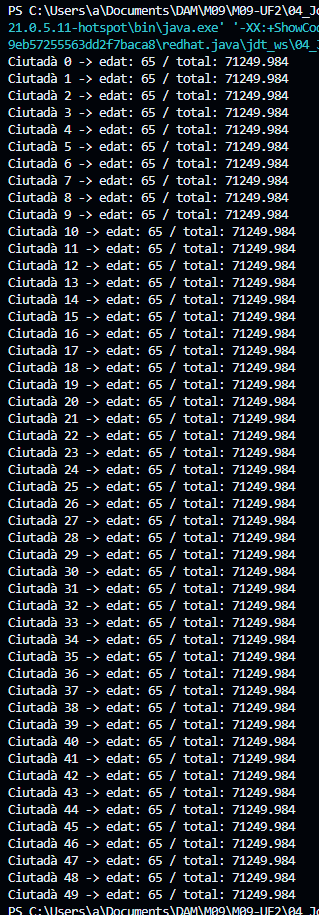 PS C:\Users\a\Documents\DAM\M09\M09-UF2\04_Jo
21.0.5.11-hotspot\bin\java.exe' '-XX:+ShowCod
9eb57255563dd2f7baca8\redhat.java\jdt_ws\04_J
Ciutadà 0 -> edat: 65 / total: 71249.984
Ciutadà 1 -> edat: 65 / total: 71249.984
Ciutadà 2 -> edat: 65 / total: 71249.984
Ciutadà 3 -> edat: 65 / total: 71249.984
Ciutadà 4 -> edat: 65 / total: 71249.984
Ciutadà 5 -> edat: 65 / total: 71249.984
Ciutadà 6 -> edat: 65 / total: 71249.984
Ciutadà 7 -> edat: 65 / total: 71249.984
Ciutadà 8 -> edat: 65 / total: 71249.984
Ciutadà 9 -> edat: 65 / total: 71249.984
Ciutadà 10 -> edat: 65 / total: 71249.984
Ciutadà 11 -> edat: 65 / total: 71249.984
Ciutadà 12 -> edat: 65 / total: 71249.984
Ciutadà 13 -> edat: 65 / total: 71249.984
Ciutadà 14 -> edat: 65 / total: 71249.984
Ciutadà 15 -> edat: 65 / total: 71249.984
Ciutadà 16 -> edat: 65 / total: 71249.984
Ciutadà 17 -> edat: 65 / total: 71249.984
Ciutadà 18 -> edat: 65 / total: 71249.984
Ciutadà 19 -> edat: 65 / total: 71249.984
Ciutadà 20 -> edat: 65 / total: 71249.984
Ciutadà 21 -> edat: 65 / total: 71249.984
Ciutadà 22 -> edat: 65 / total: 71249.984
Ciutadà 23 -> edat: 65 / total: 71249.984
Ciutadà 24 -> edat: 65 / total: 71249.984
Ciutadà 25 -> edat: 65 / total: 71249.984
Ciutadà 26 -> edat: 65 / total: 71249.984
Ciutadà 27 -> edat: 65 / total: 71249.984
Ciutadà 28 -> edat: 65 / total: 71249.984
Ciutadà 29 -> edat: 65 / total: 71249.984
Ciutadà 30 -> edat: 65 / total: 71249.984
Ciutadà 31 -> edat: 65 / total: 71249.984
Ciutadà 32 -> edat: 65 / total: 71249.984
Ciutadà 33 -> edat: 65 / total: 71249.984
Ciutadà 34 -> edat: 65 / total: 71249.984
Ciutadà 35 -> edat: 65 / total: 71249.984
Ciutadà 36 -> edat: 65 / total: 71249.984
Ciutadà 37 -> edat: 65 / total: 71249.984
Ciutadà 38 -> edat: 65 / total: 71249.984
Ciutadà 39 -> edat: 65 / total: 71249.984
Ciutadà 40 -> edat: 65 / total: 71249.984
Ciutadà 41 -> edat: 65 / total: 71249.984
Ciutadà 42 -> edat: 65 / total: 71249.984
Ciutadà 43 -> edat: 65 / total: 71249.984
Ciutadà 44 -> edat: 65 / total: 71249.984
Ciutadà 45 -> edat: 65 / total: 71249.984
Ciutadà 46 -> edat: 65 / total: 71249.984
Ciutadà 47 -> edat: 65 / total: 71249.984
Ciutadà 48 -> edat: 65 / total: 71249.984
Ciutadà 49 -> edat: 65 / total: 71249.984
PS C:\Users\a\Documents\DAM\M09\M09-UF2\04_Jo